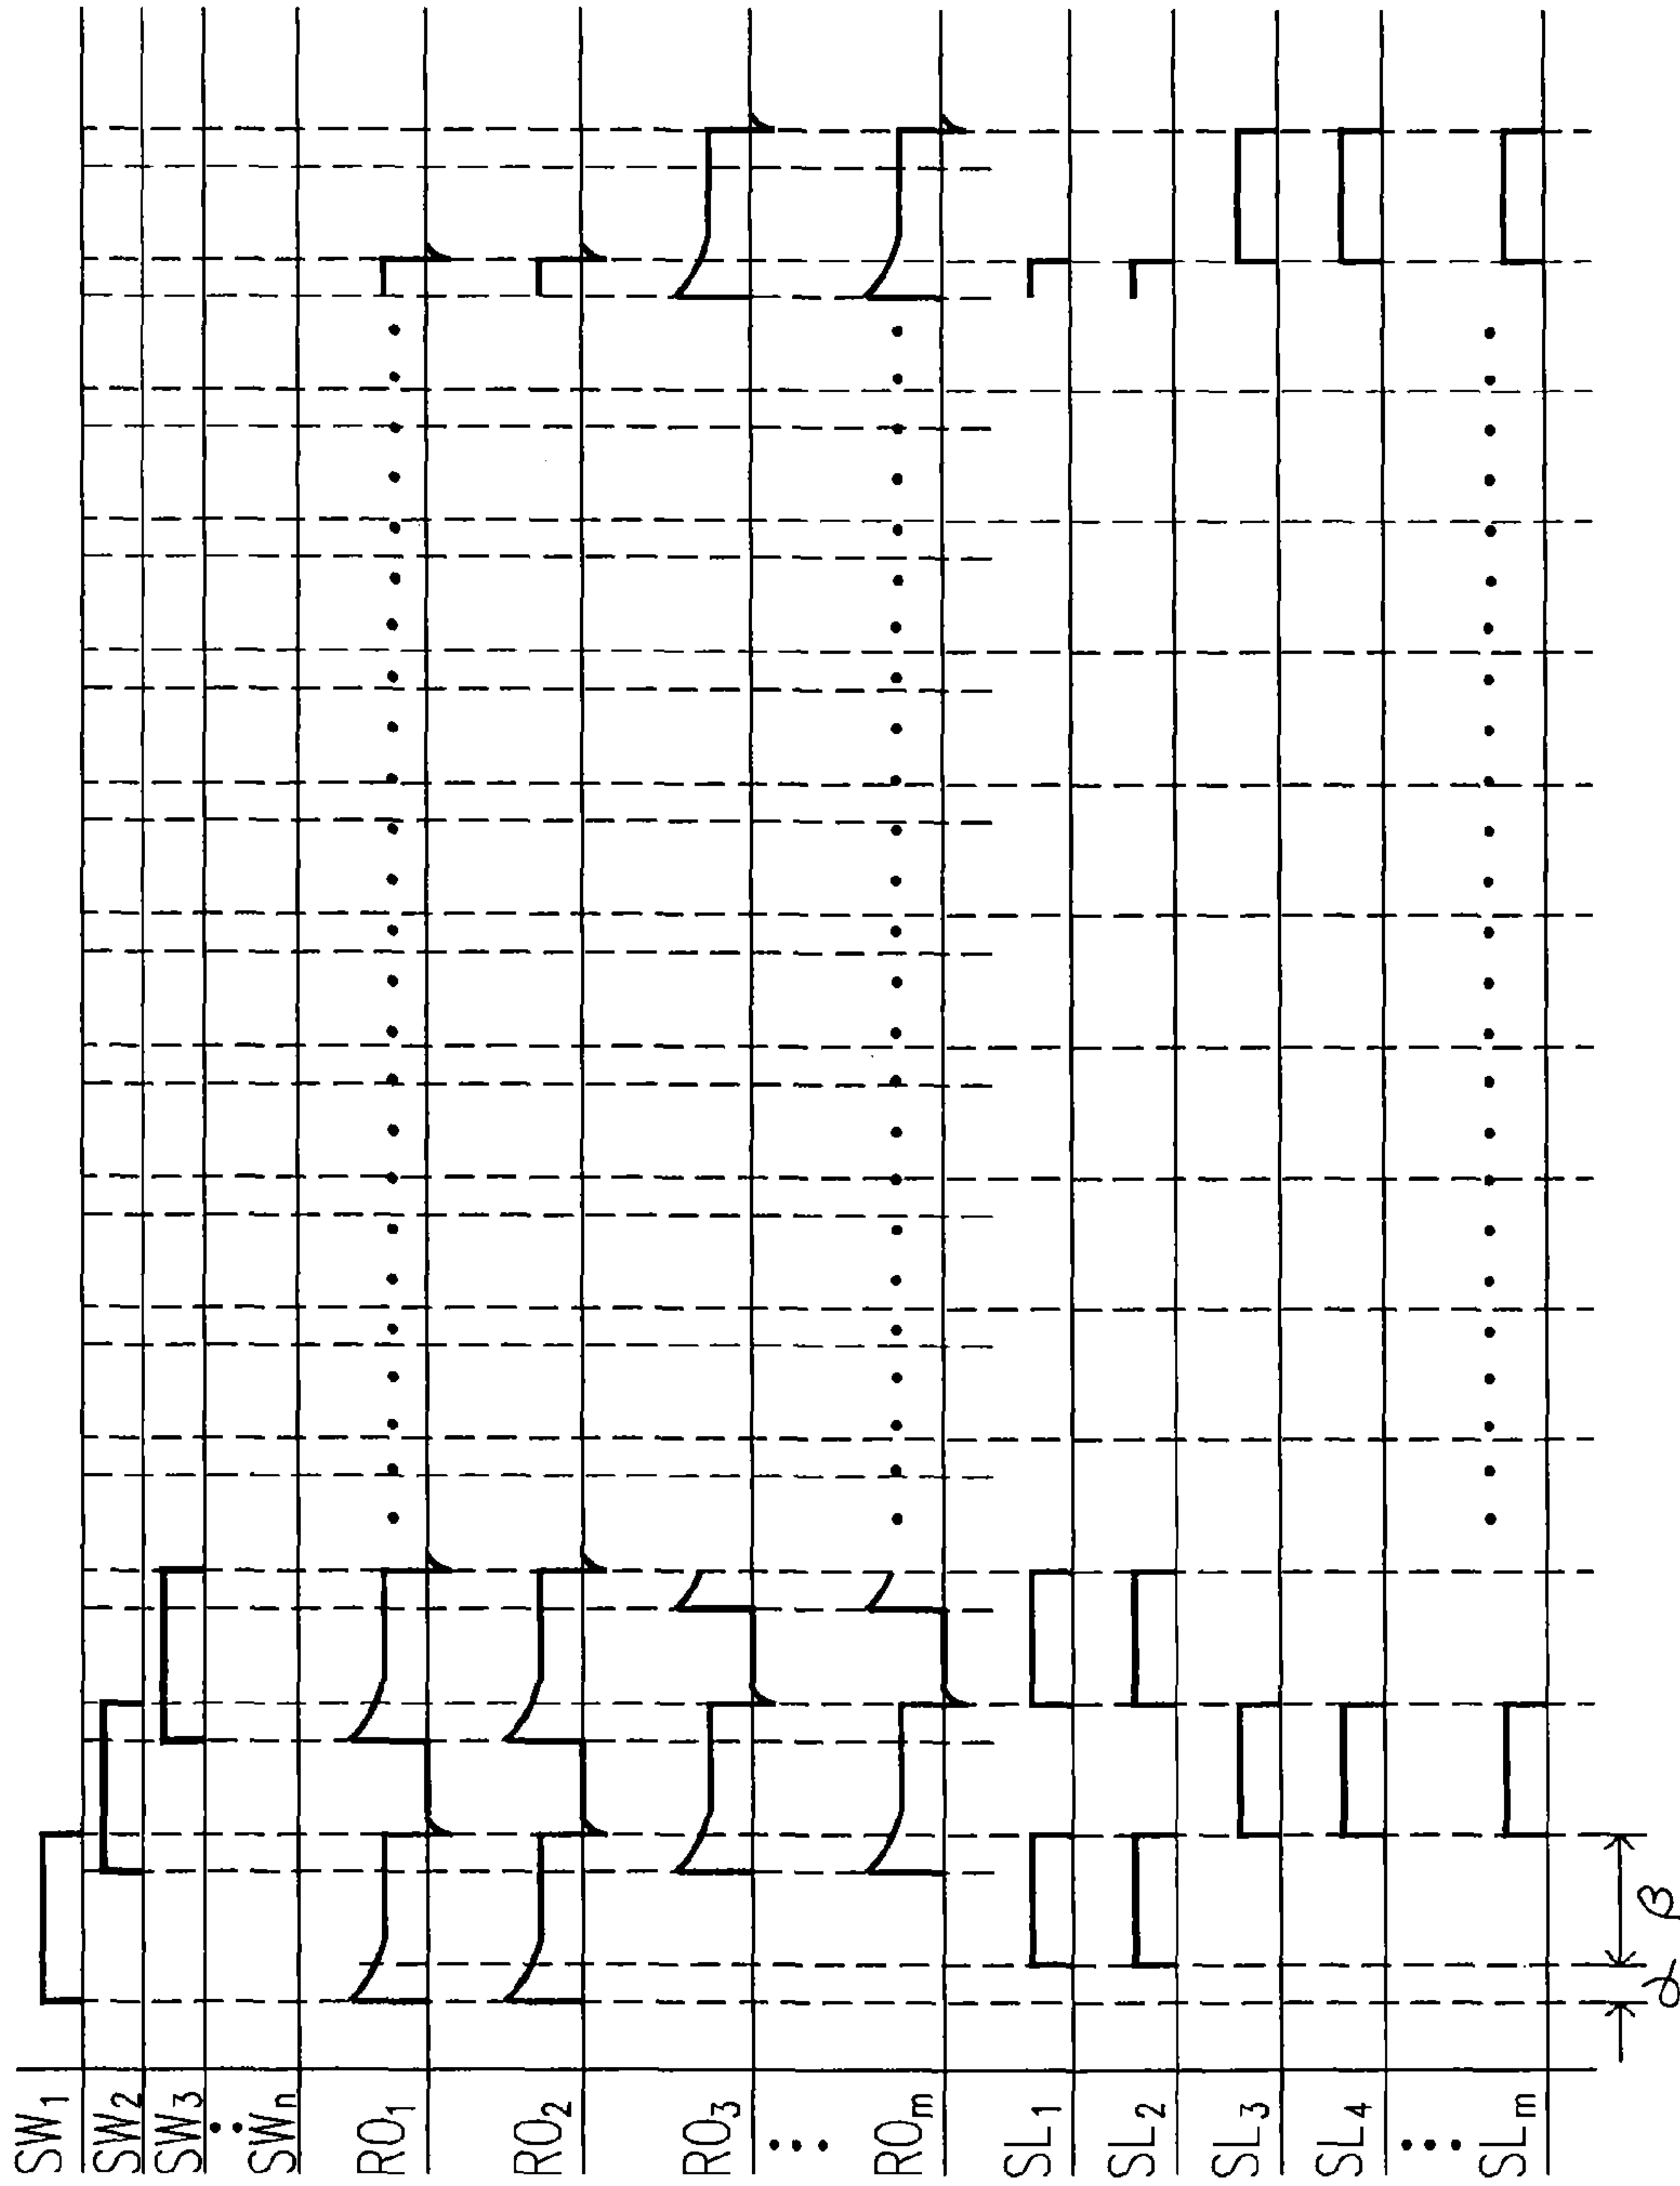 SW₁
SW₂
SW₃
SWₙ
RO₁
RO₂
RO₃
ROₘ
SL₁
SL₂
SL₃
SL₄
SLₘ
α
β